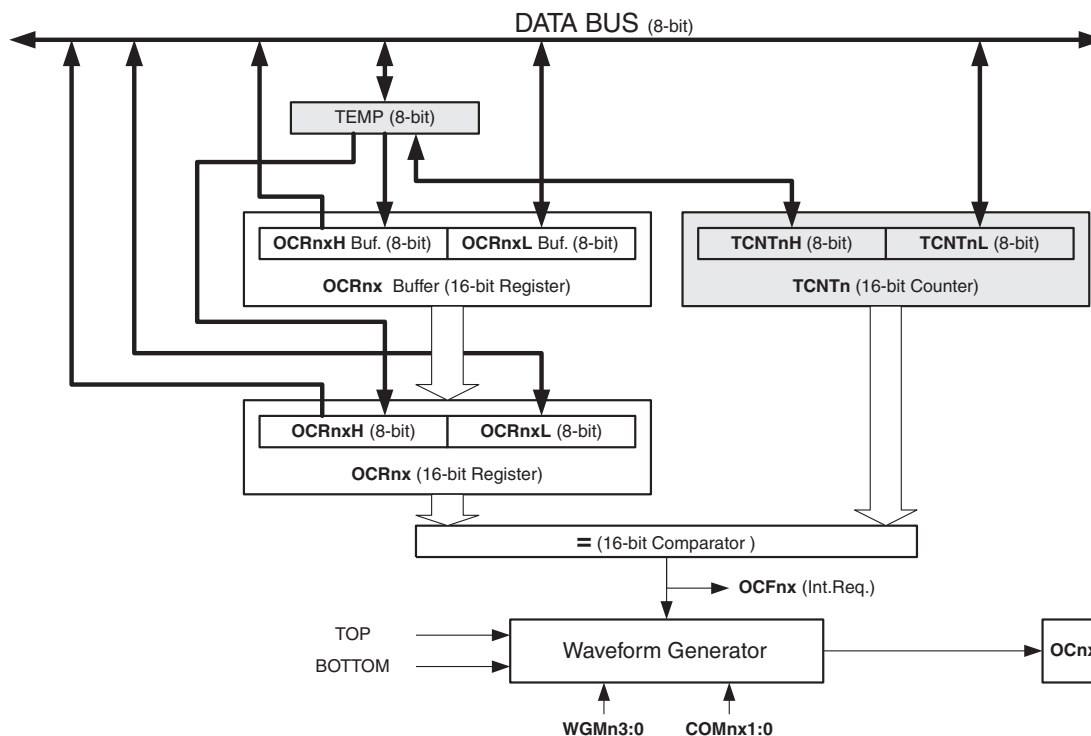 DATA BUS (8-bit)
TEMP (8-bit)
OCRnxH Buf. (8-bit)
OCRnxL Buf. (8-bit)
OCRnx Buffer (16-bit Register)
TCNTnH (8-bit)
TCNTnL (8-bit)
TCNTn (16-bit Counter)
OCRnxH (8-bit)
OCRnxL (8-bit)
OCRnx (16-bit Register)
= (16-bit Comparator )
OCFnx (Int.Req.)
TOP
BOTTOM
Waveform Generator
OCnx
WGMn3:0
COMnx1:0